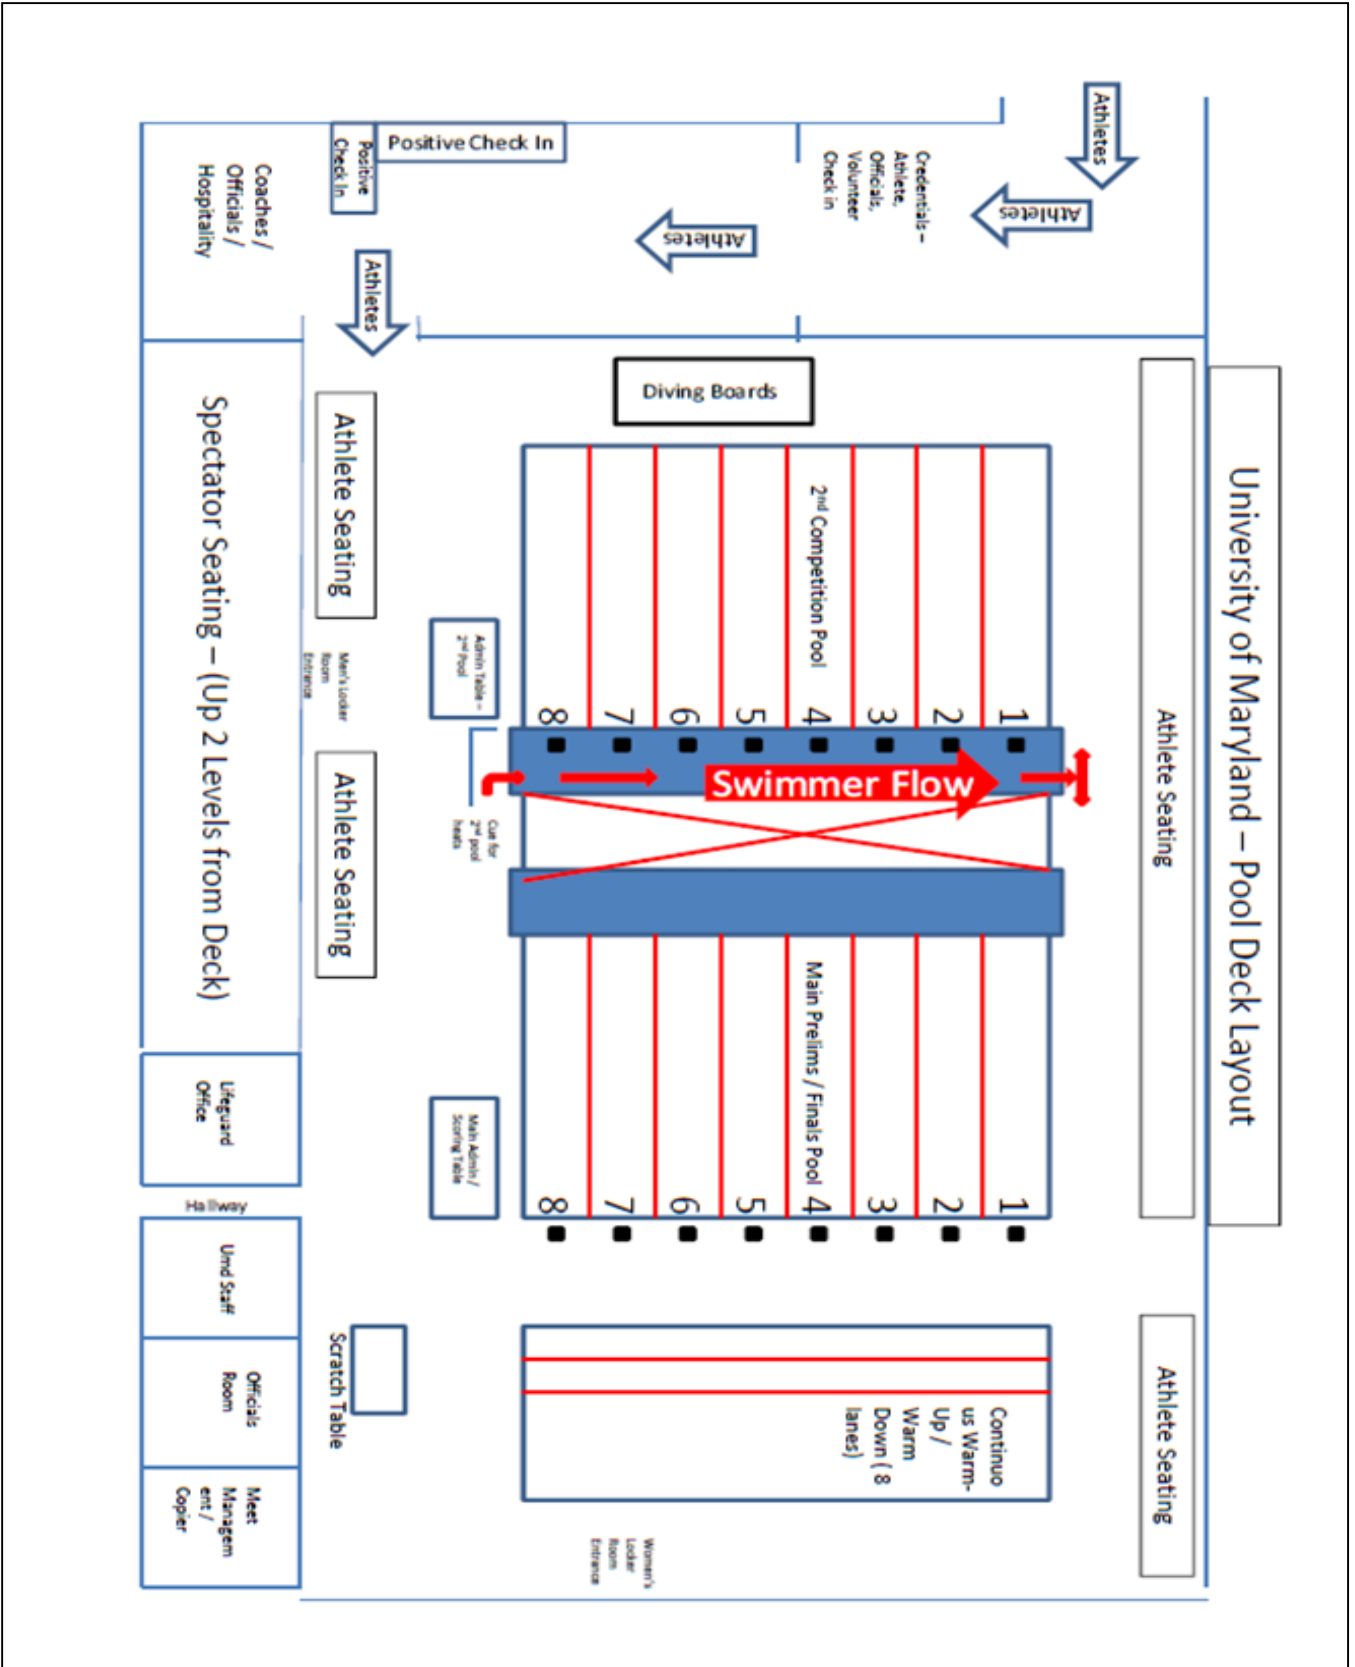 University of Maryland – Pool Deck Layout
Athletes
Athletes
Athletes
Athletes
Credentials –
Athlete,
Officials,
Volunteer
Check in
Positive Check In
Positive
Check In
Coaches /
Officials /
Hospitality
Athlete Seating
Athlete Seating
Diving Boards
2nd Competition Pool
1
2
3
4
5
6
7
8
Swimmer Flow
Main Prelims / Finals Pool
1
2
3
4
5
6
7
8
Continuo
us Warm-
Up /
Warm
Down ( 8
lanes)
Women's
Locker
Room
Entrance
Admin Table –
2nd Pool
Cue for
2nd pool
heats
Main Admin /
Scoring Table
Athlete Seating
Men's Locker
Room
Entrance
Athlete Seating
Scratch Table
Spectator Seating – (Up 2 Levels from Deck)
Lifeguard
Office
Hallway
Umd Staff
Officials
Room
Meet
Managem
ent /
Copier